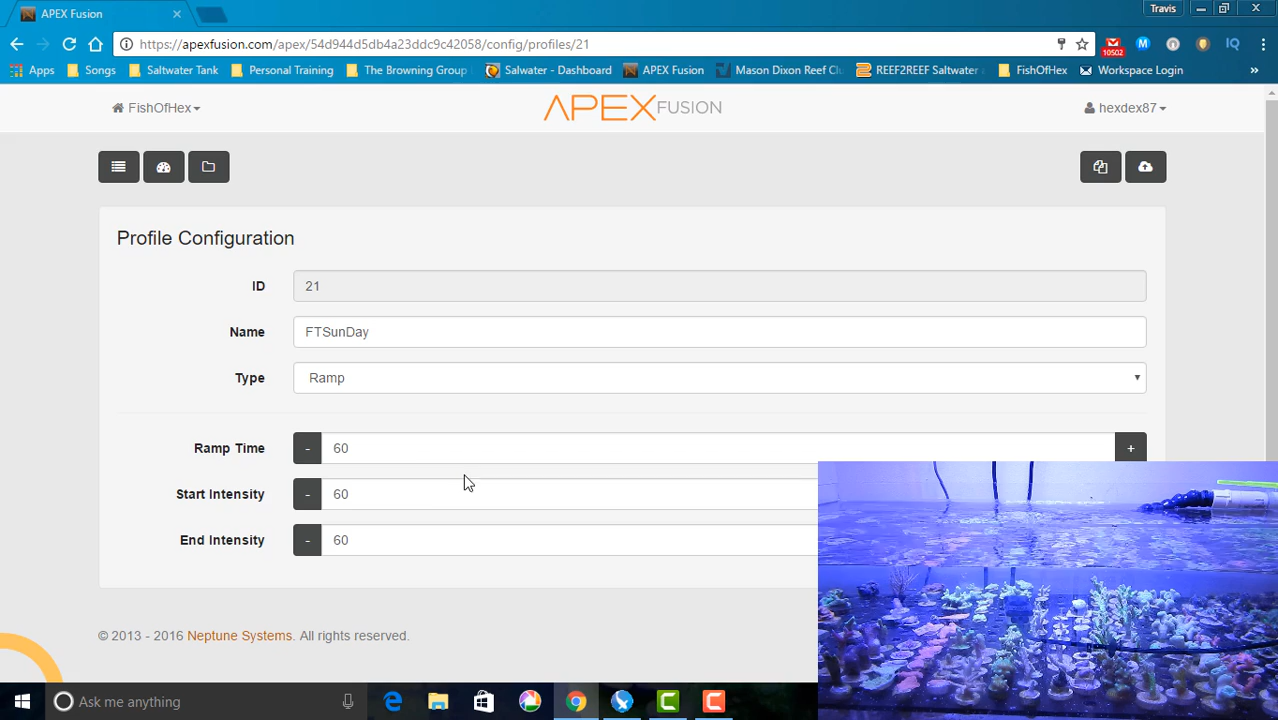 APEX Fusion
Travis
https://apexfusion.com/apex/54d944d5db4a23ddc9c42058/config/profiles/21
10502
M
IQ
Apps
Songs
Saltwater Tank
Personal Training
The Browning Group
Salwater - Dashboard
APEX Fusion
Mason Dixon Reef Clu
REEF2REEF Saltwater
FishOfHex
Workspace Login
»
FishOfHex
APEX FUSION
hexdex87
Profile Configuration
ID
21
Name
FTSunDay
Type
Ramp
Ramp Time
-
60
+
Start Intensity
-
60
End Intensity
-
60
© 2013 - 2016 Neptune Systems. All rights reserved.
Ask me anything